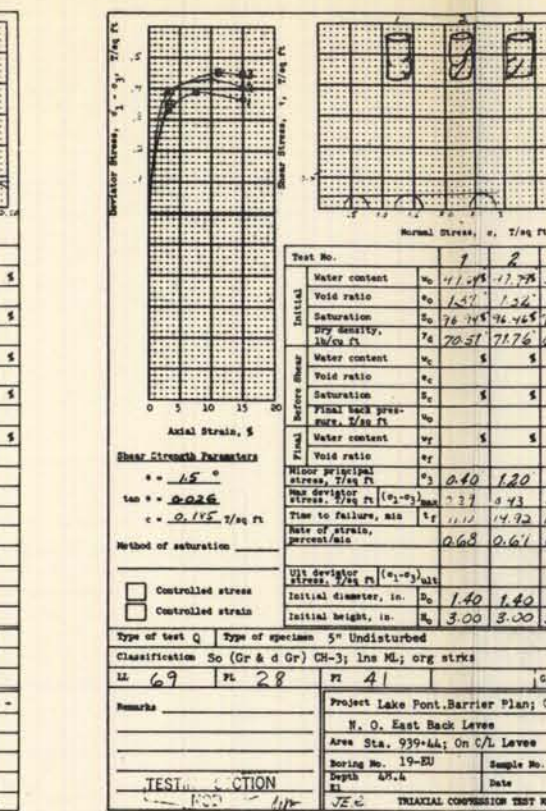 1 2 3
Deviator Stress, σ1 - σ3, T/sq ft
Shear Stress, τ, T/sq ft
Normal Stress, σ, T/sq ft
0 5 10 15 20
Axial Strain, %
Shear Strength Parameters
φ = 1.5 °
tan φ = 0.026
c = 0.185 T/sq ft
Method of saturation
Controlled stress
Controlled strain
Test No. 1 2
Initial
Water content w0 % %
Void ratio e0 1.36
Saturation S0 % 96.46%
Dry density, lb/cu ft γd 70.51 71.76
Before Shear
Water content wc % %
Void ratio ec
Saturation Sc % %
Final back pressure, T/sq ft u0
Final
Water content wf % %
Void ratio ef
Minor principal stress, T/sq ft σ3 0.40 1.20
Max deviator stress, T/sq ft (σ1-σ3)max 0.43
Time to failure, min tf 14.92
Rate of strain, percent/min 0.68 0.61
Ult deviator stress, T/sq ft (σ1-σ3)ult
Initial diameter, in. D0 1.40 1.40
Initial height, in. H0 3.00 3.00
Type of test Q Type of specimen 5" Undisturbed
Classification So (Gr & d Gr) CH-3; lns ML; org strks
LL 69 PL 28 PI 41 G
Remarks
Project Lake Pont.Barrier Plan;
N. O. East Back Levee
Area Sta. 939+44; On C/L Levee
Boring No. 19-EU Sample No.
Depth El 48.4 Date
TRIAXIAL COMPRESSION TEST